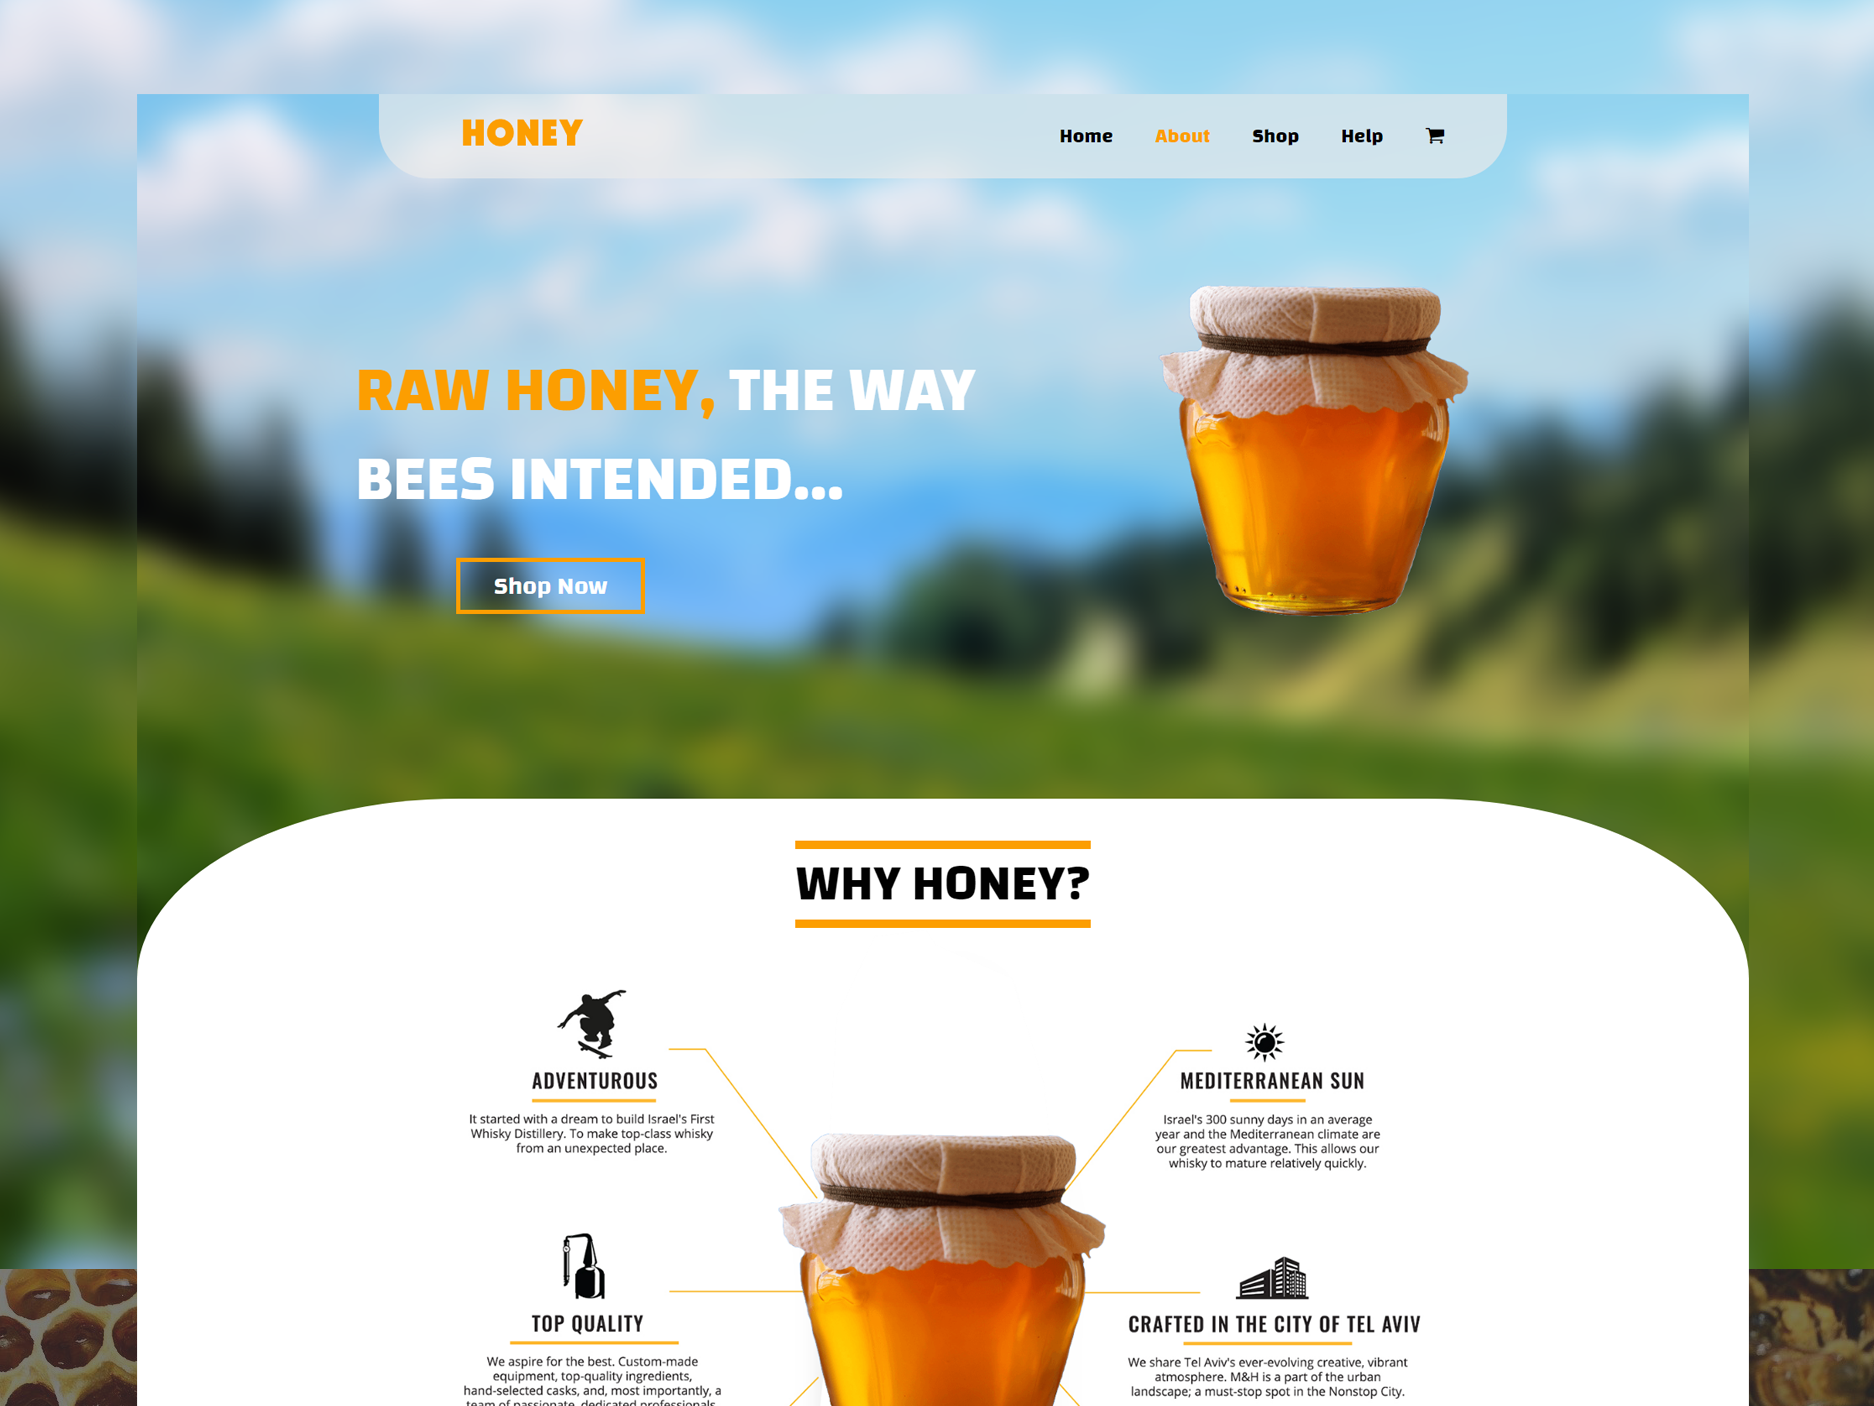 HONEY
Home About Shop Help
RAW HONEY, THE WAY
BEES INTENDED...
Shop Now
WHY HONEY?
ADVENTUROUS
It started with a dream to build Israel's First
Whisky Distillery. To make top-class whisky
from an unexpected place.
MEDITERRANEAN SUN
Israel's 300 sunny days in an average
year and the Mediterranean climate are
our greatest advantage. This allows our
whisky to mature relatively quickly.
TOP QUALITY
We aspire for the best. Custom-made
equipment, top-quality ingredients,
hand-selected casks, and, most importantly, a
team of passionate, dedicated professionals
CRAFTED IN THE CITY OF TEL AVIV
We share Tel Aviv's ever-evolving creative, vibrant
atmosphere. M&H is a part of the urban
landscape; a must-stop spot in the Nonstop City.